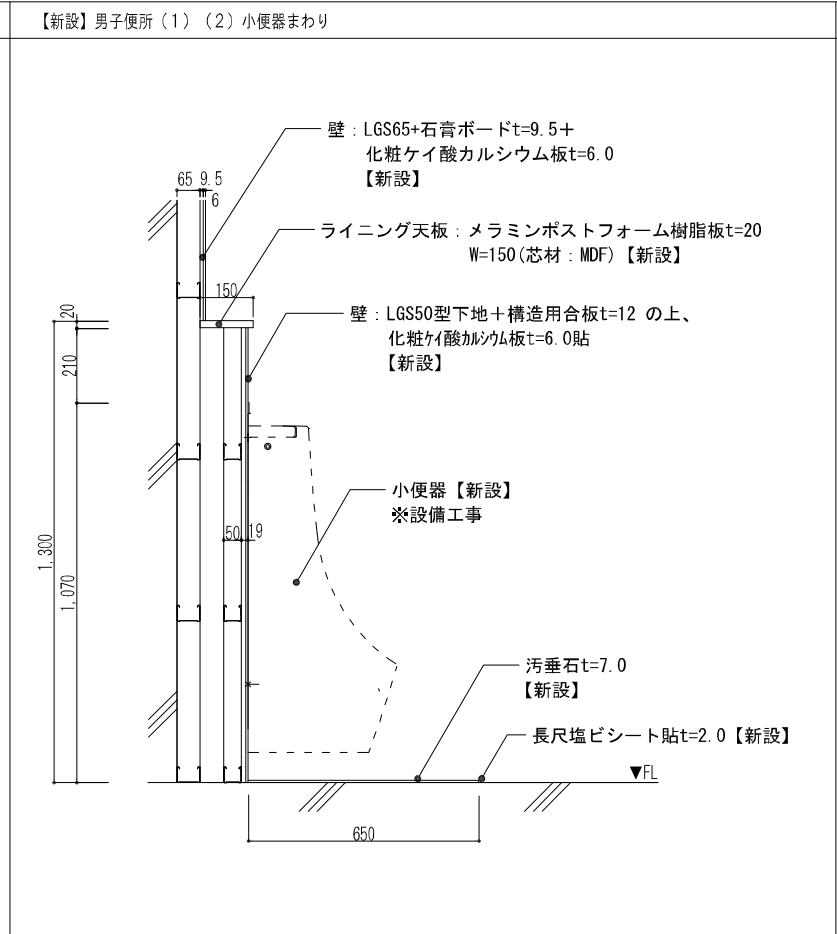 【新設】男子便所（1）（2）小便器まわり
壁：LGS65+石膏ボードt=9.5＋
化粧ケイ酸カルシウム板t=6.0
【新設】
65
9.5
6
ライニング天板：メラミンポストフォーム樹脂板t=20
W=150(芯材：MDF)【新設】
150
壁：LGS50型下地＋構造用合板t=12 の上、
化粧ｹｲ酸ｶﾙｼｳﾑ板t=6.0貼
【新設】
20
210
小便器【新設】
※設備工事
50
19
1,300
1,070
汚垂石t=7.0
【新設】
長尺塩ビシート貼t=2.0【新設】
▼FL
650